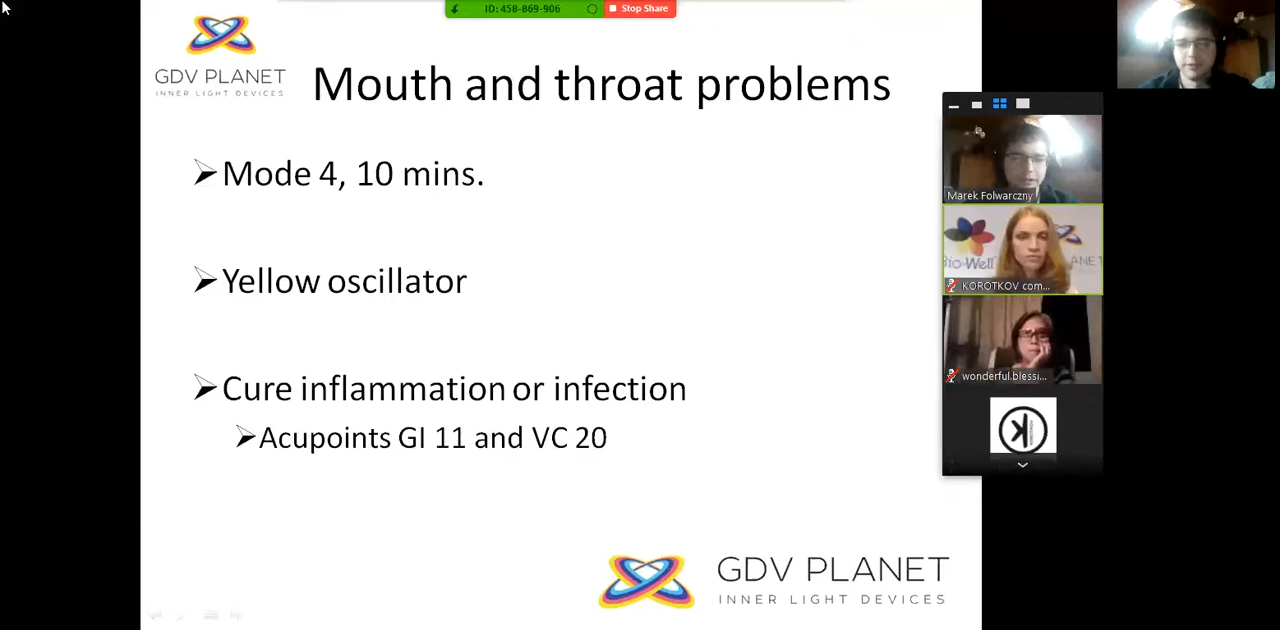 ID: 458-869-906
Stop Share
GDV PLANET
INNER LIGHT DEVICES
Mouth and throat problems
Mode 4, 10 mins.
Yellow oscillator
Cure inflammation or infection
Acupoints GI 11 and VC 20
Marek Folwarczny
Bio-Well
KOROTKOV com...
wonderful.blessi...
GDV PLANET
INNER LIGHT DEVICES